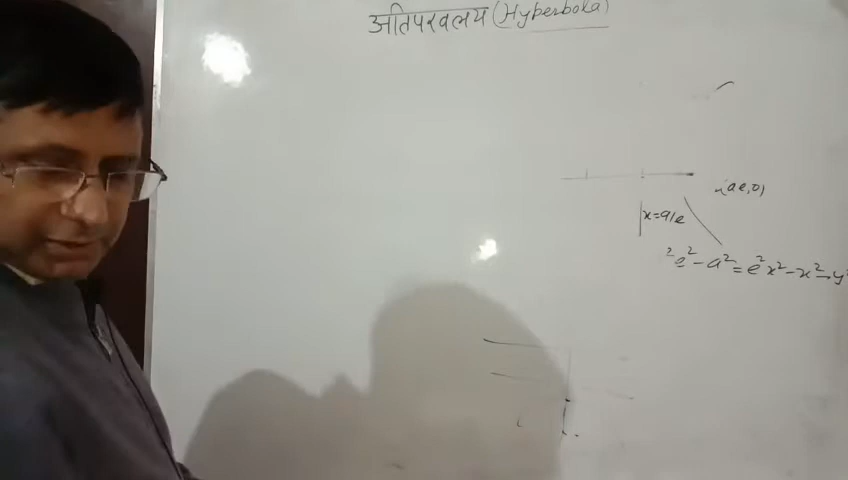 अतिपरवलय (Hyperbola)
(ae,0)
x=a/e
²e²-a²=e²x²-x²-y²